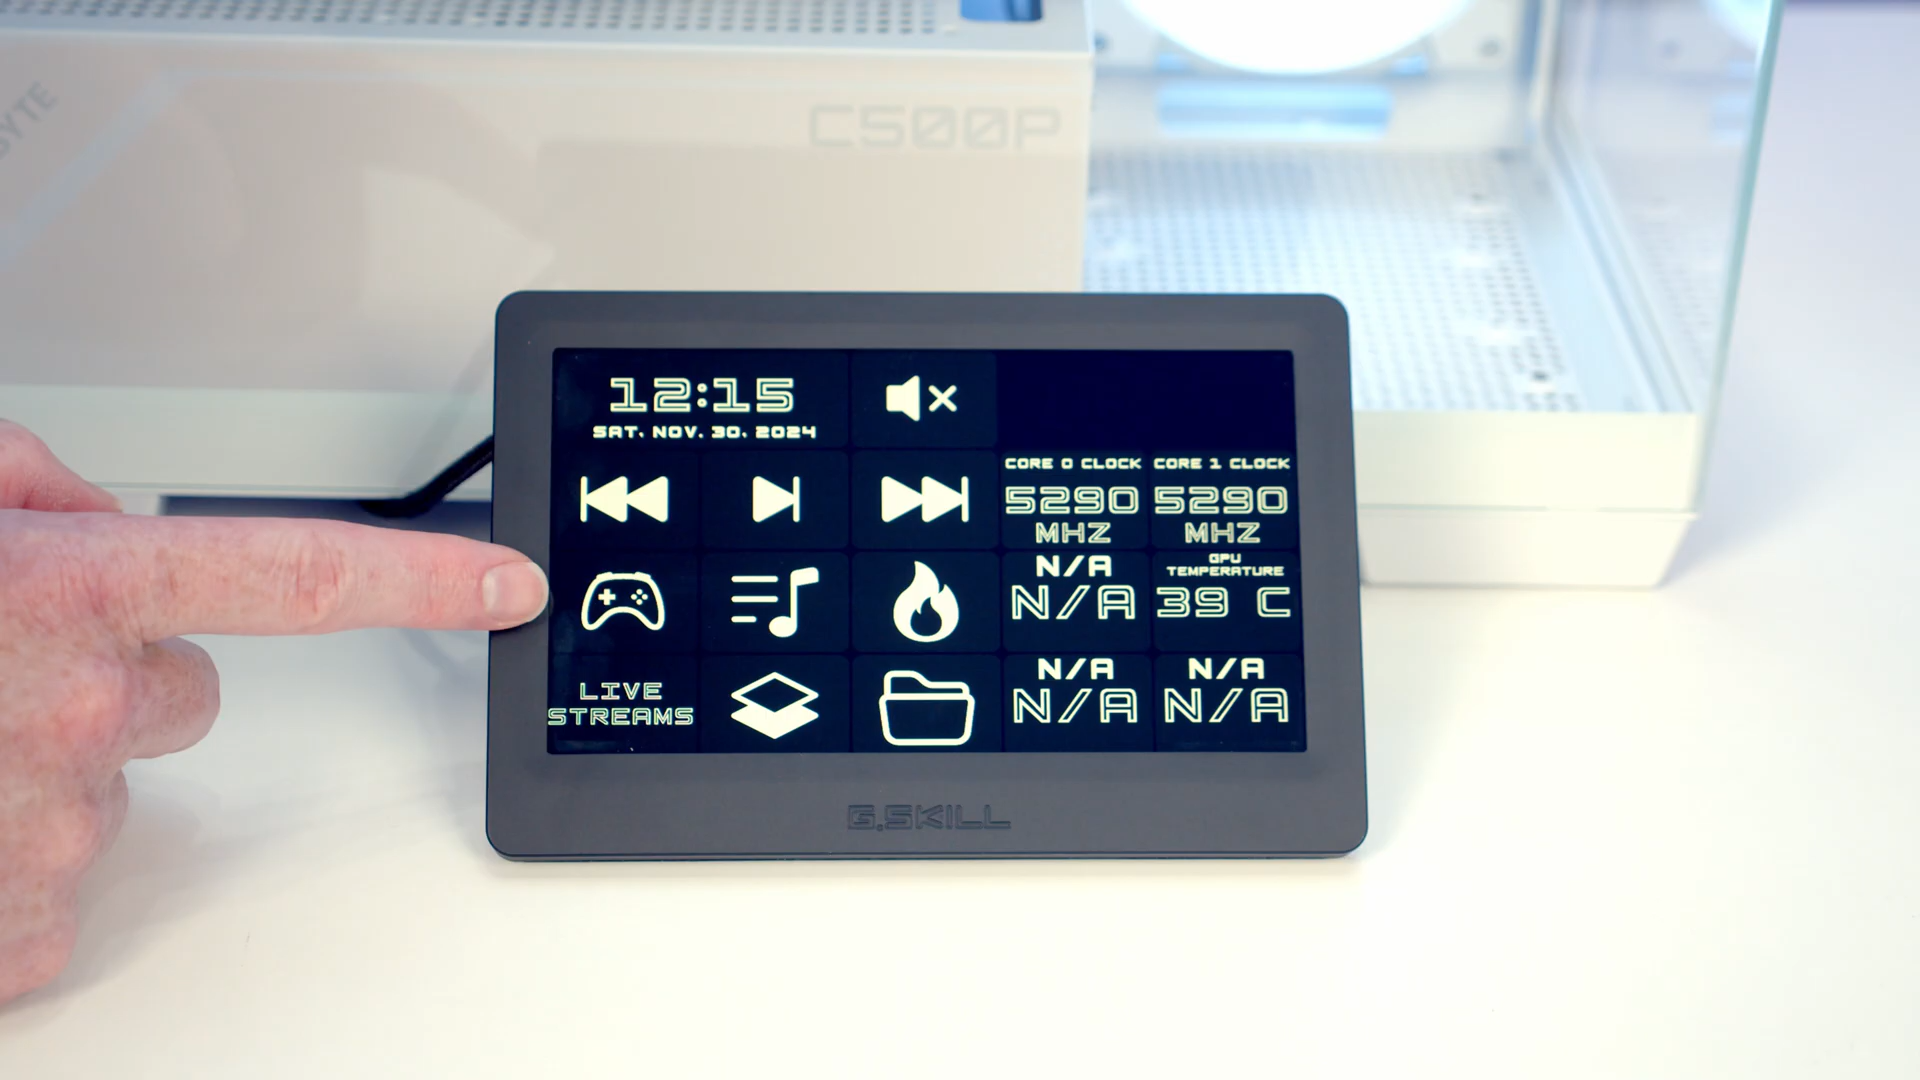 BYTE
C500P
12:15
SAT. NOV. 30. 2024
CORE 0 CLOCK
5290
MHZ
CORE 1 CLOCK
5290
MHZ
N/A
N/A
GPU
TEMPERATURE
39 C
LIVE
STREAMS
N/A
N/A
N/A
N/A
G.SKILL